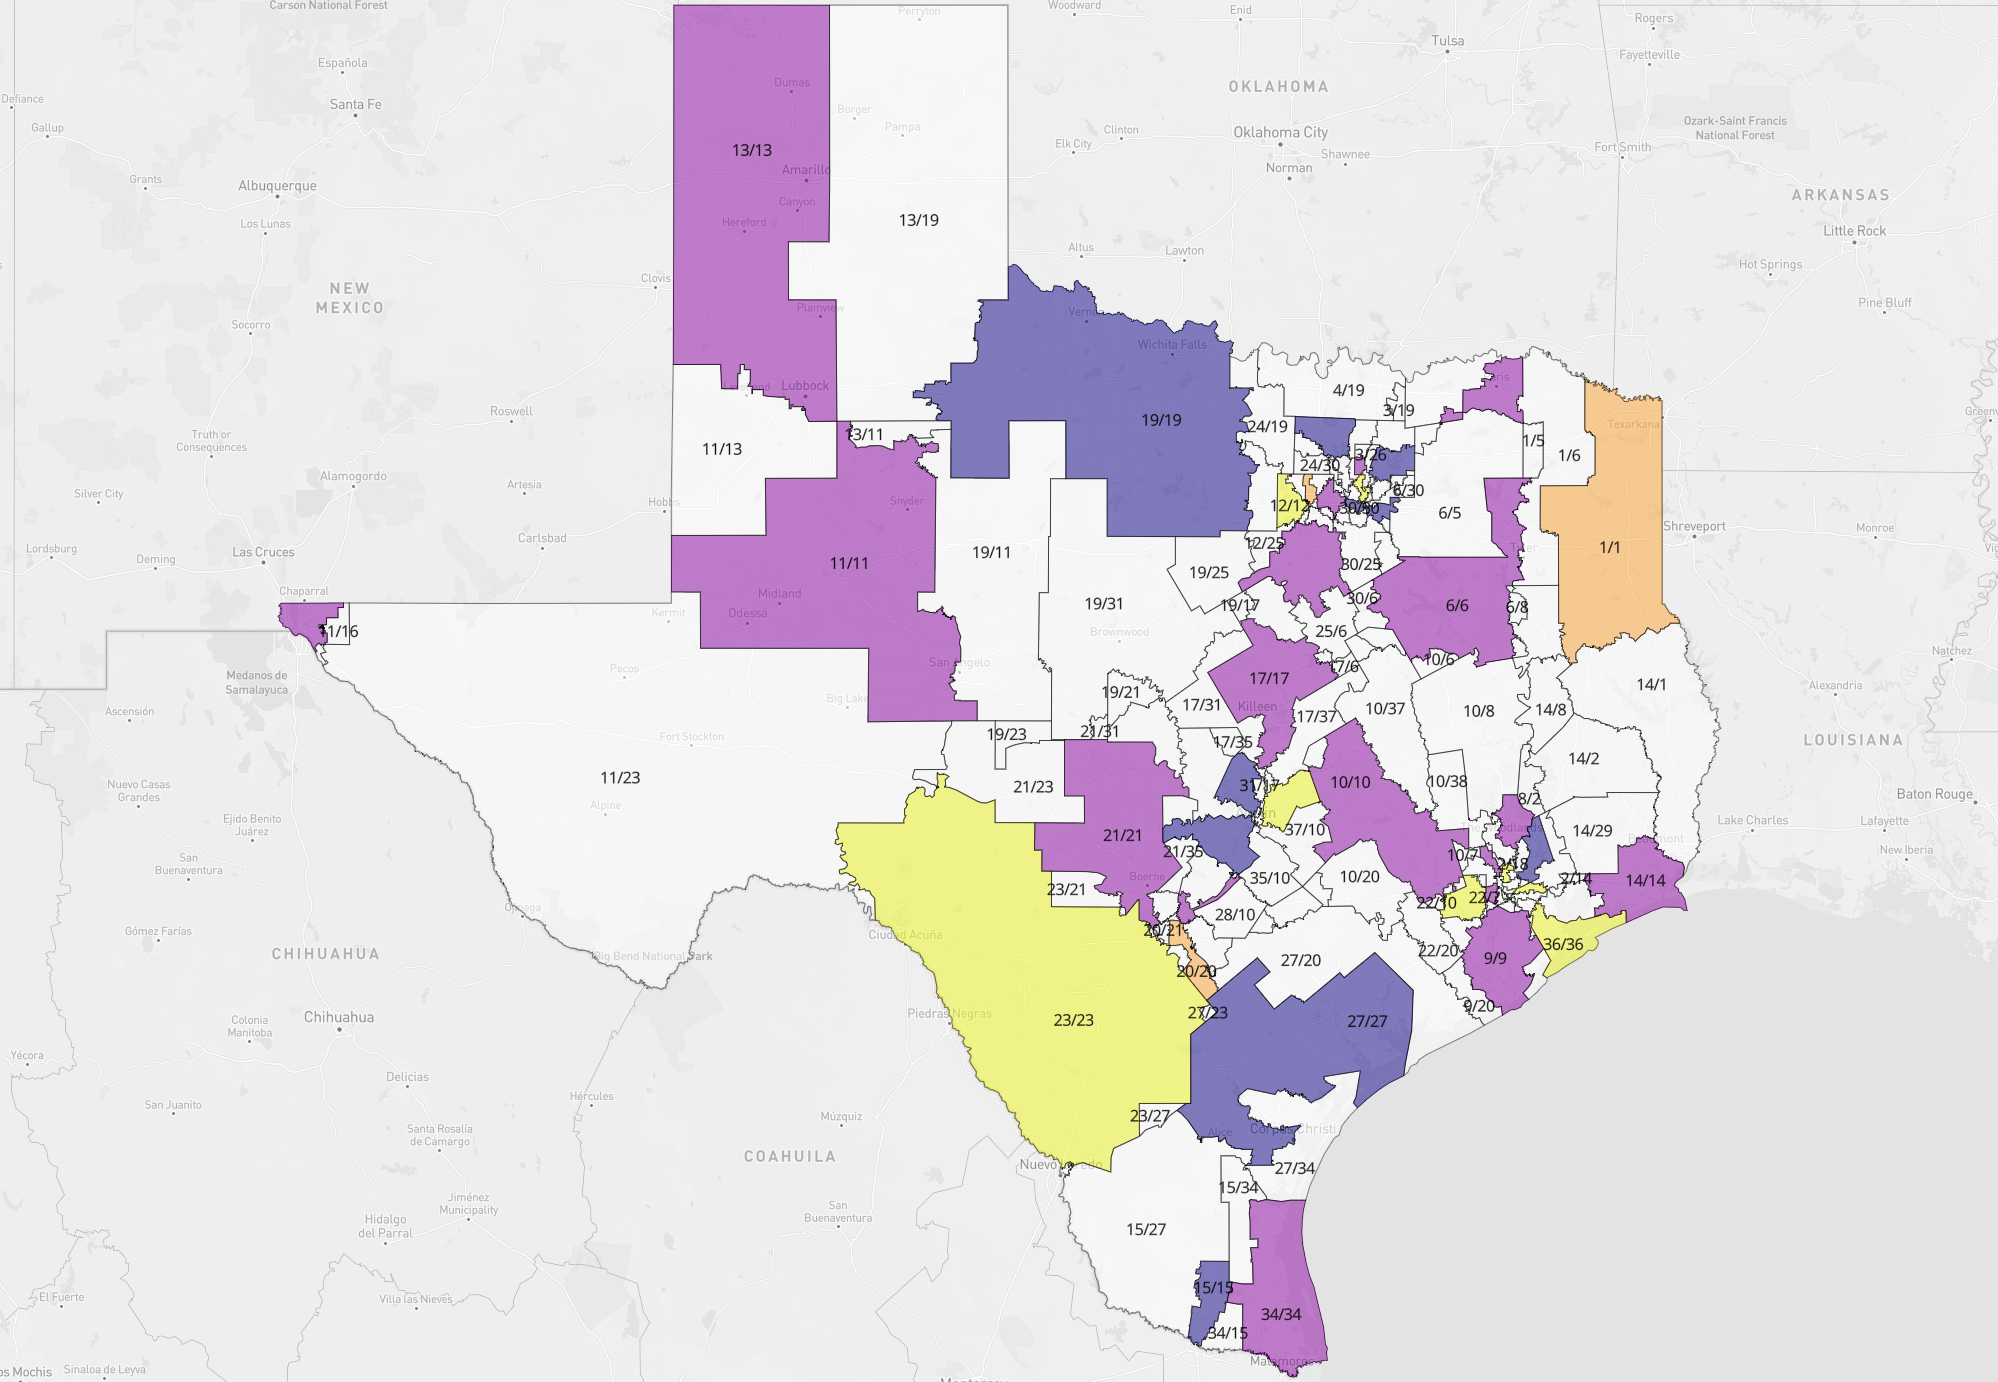 Carson National Forest
Perryton
Woodward
Enid
Rogers
Tulsa
Fayetteville
Española
Dumas
OKLAHOMA
Defiance
Santa Fe
Borger
Gallup
Pampa
Clinton
Oklahoma City
Ozark-Saint Francis
National Forest
Elk City
Shawnee
Fort Smith
13/13
Amarillo
Norman
Grants
Albuquerque
ARKANSAS
Canyon
Los Lunas
Hereford
13/19
Little Rock
Altus
Lawton
Hot Springs
Clovis
NEW
MEXICO
Plainview
Vernon
Pine Bluff
Socorro
Wichita Falls
4/19
Lubbock
3/19
Roswell
19/19
24/19
Texarkana
Truth or
Consequences
13/11
1/5
11/13
1/6
3/26
24/30
Alamogordo
Artesia
6/30
Silver City
Hobbs
Snyder
12/12
6/5
Shreveport
Monroe
Carlsbad
12/25
Tyler
1/1
Lordsburg
Deming
Las Cruces
19/11
11/11
30/25
19/25
Chaparral
Midland
30/6
Kermit
Odessa
19/31
19/17
6/6
6/8
11/16
Brownwood
25/6
Natchez
Medanos de
Samalayuca
Pecos
San Angelo
10/6
17/6
17/17
14/1
Alexandria
Ascensión
Big Lake
19/21
17/31
Killeen
10/37
10/8
14/8
17/37
Fort Stockton
19/23
21/31
17/35
LOUISIANA
14/2
11/23
21/23
31/17
10/10
10/38
Nuevo Casas
Grandes
Baton Rouge
8/2
Alpine
Ejido Benito
Juárez
37/10
14/29
Lake Charles
Lafayette
21/21
21/35
10/7
New Iberia
San
Buenaventura
Boerne
23/21
35/10
10/20
2/14
14/14
Ojinaga
22/10
28/10
Gómez Farías
Ciudad Acuña
20/21
CHIHUAHUA
Big Bend National Park
22/20
36/36
27/20
9/9
20/20
Colonia
Manitoba
Chihuahua
Piedras Negras
23/23
27/23
27/27
9/20
Yécora
Delicias
San Juanito
Hércules
Múzquiz
23/27
Santa Rosalía
de Camargo
Alice
Corpus Christi
COAHUILA
Nuevo Laredo
27/34
15/34
Jiménez
Municipality
San
Buenaventura
Hidalgo
del Parral
15/27
15/15
El Fuerte
Villa las Nieves
34/34
34/15
Matamoros
Sinaloa de Leyva